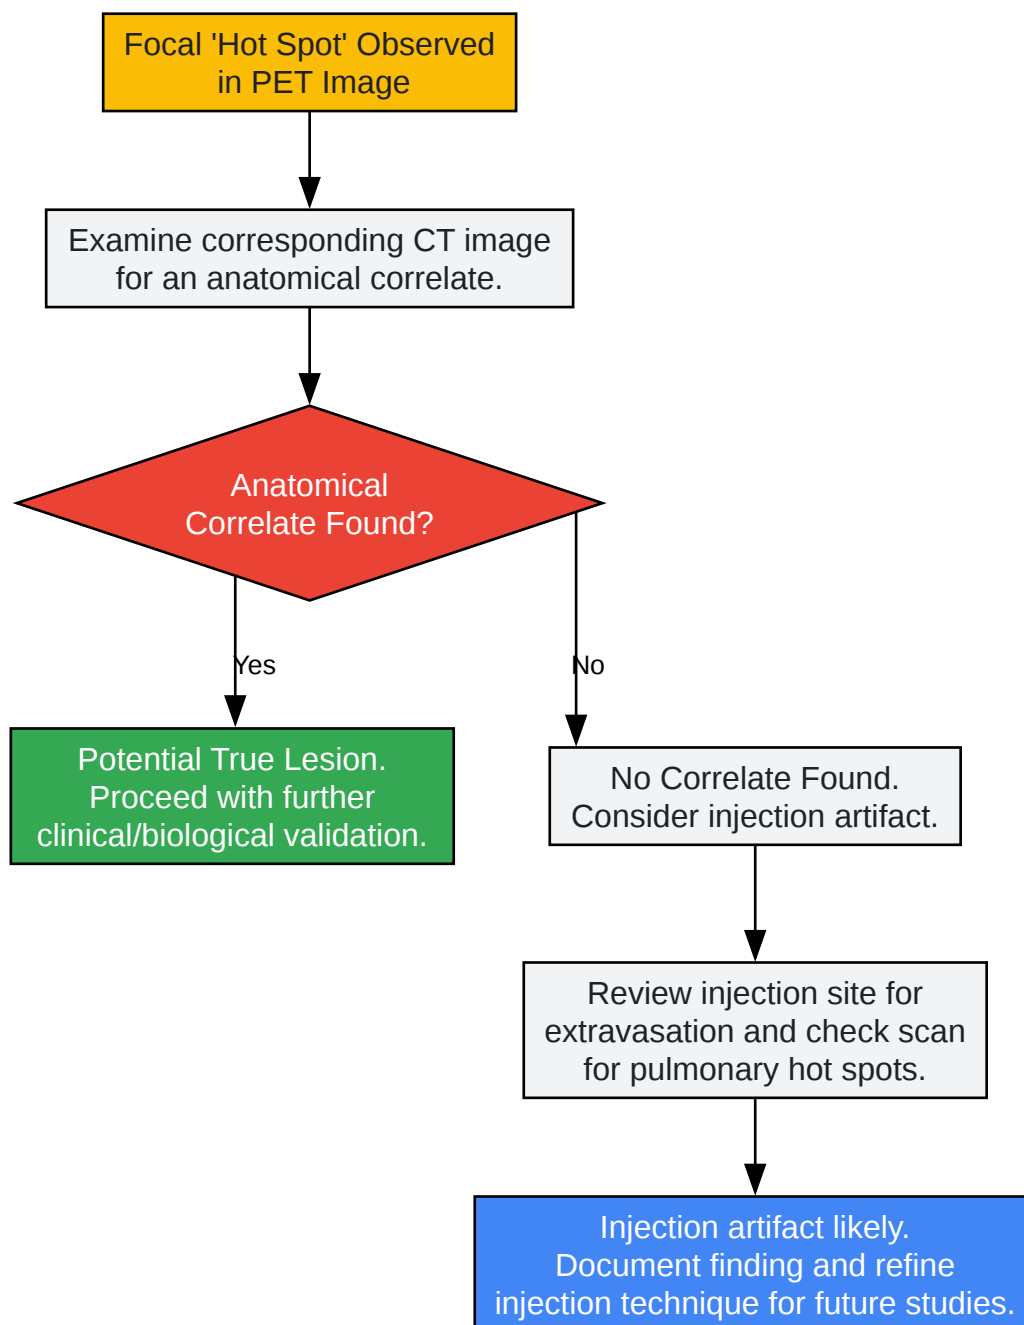 Focal 'Hot Spot' Observed
in PET Image
Examine corresponding CT image
for an anatomical correlate.
Anatomical
Correlate Found?
Yes
No
Potential True Lesion.
Proceed with further
clinical/biological validation.
No Correlate Found.
Consider injection artifact.
Review injection site for
extravasation and check scan
for pulmonary hot spots.
Injection artifact likely.
Document finding and refine
injection technique for future studies.